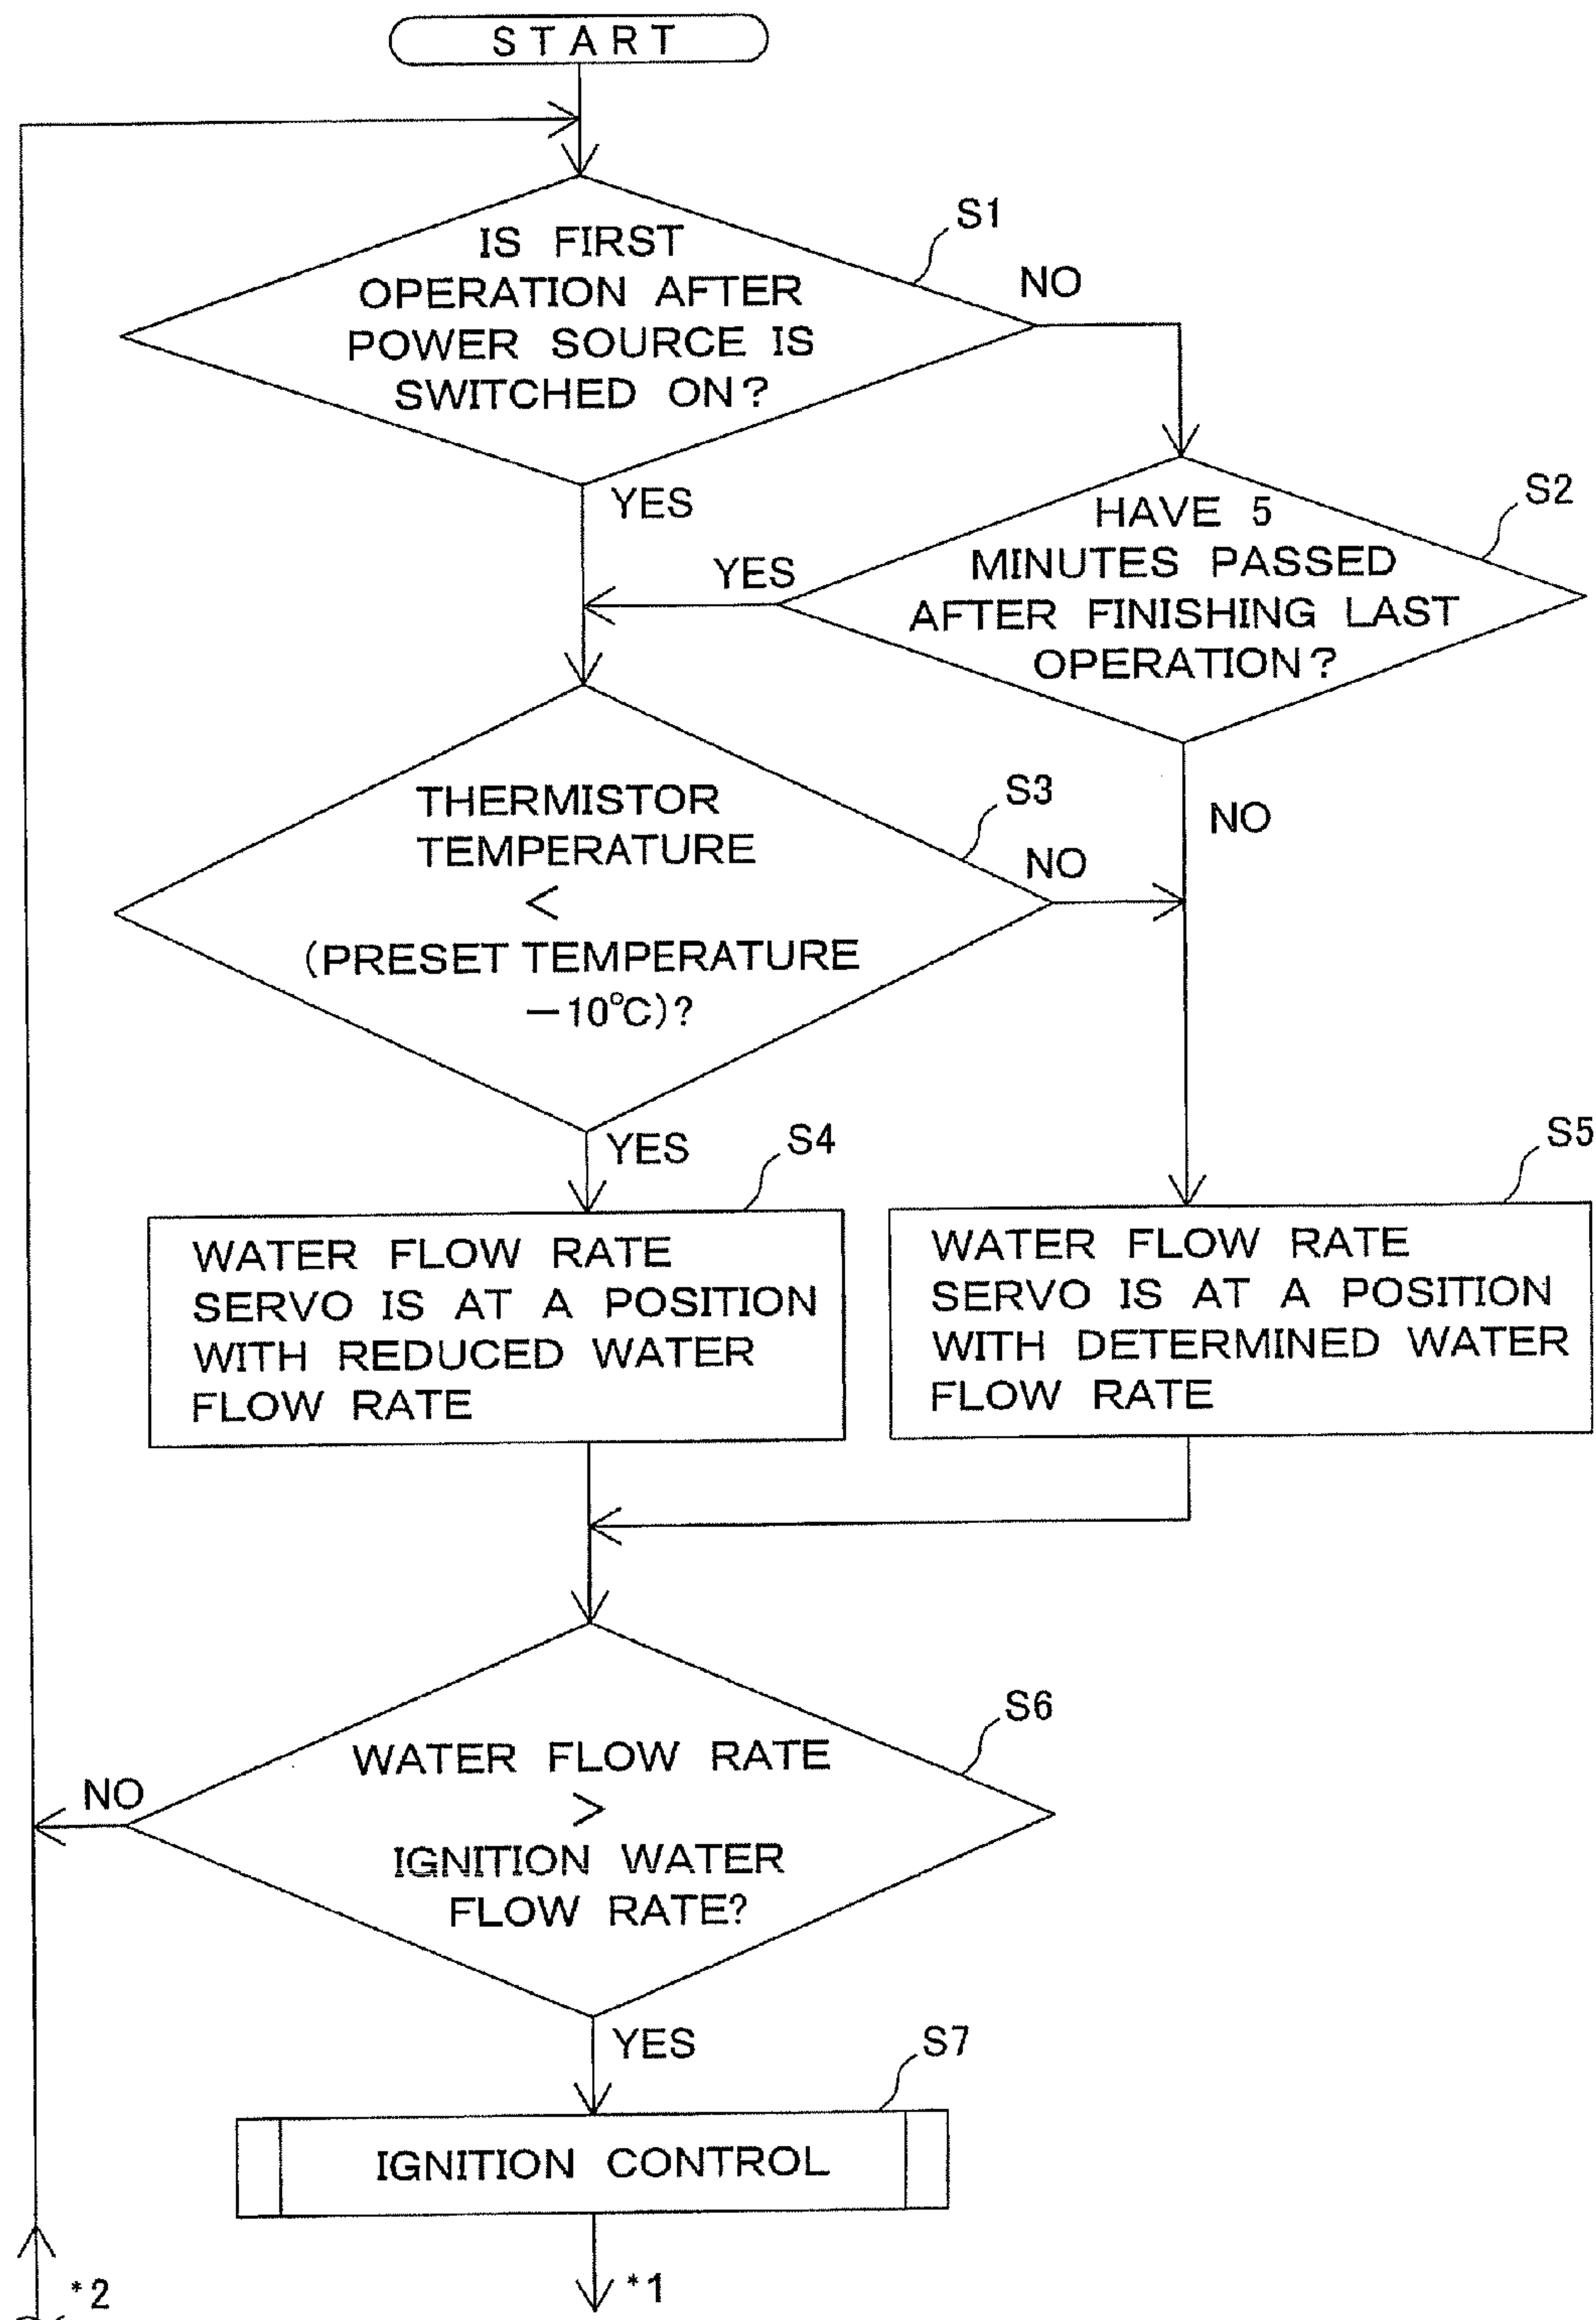 START
IS FIRST
OPERATION AFTER
POWER SOURCE IS
SWITCHED ON?
S1
NO
YES
HAVE 5
MINUTES PASSED
AFTER FINISHING LAST
OPERATION?
S2
YES
NO
THERMISTOR
TEMPERATURE
<
(PRESET TEMPERATURE
−10℃)?
S3
NO
YES
S4
WATER FLOW RATE
SERVO IS AT A POSITION
WITH REDUCED WATER
FLOW RATE
S5
WATER FLOW RATE
SERVO IS AT A POSITION
WITH DETERMINED WATER
FLOW RATE
WATER FLOW RATE
>
IGNITION WATER
FLOW RATE?
S6
NO
YES
S7
IGNITION CONTROL
*2
*1